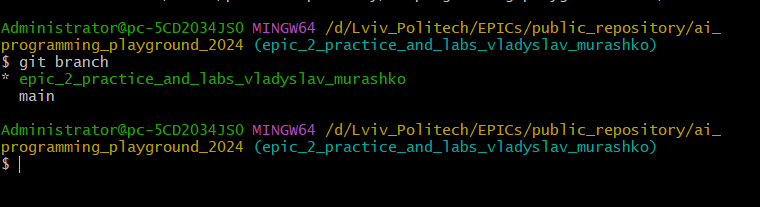 Administrator@pc-5CD2034JS0 MINGW64 /d/Lviv_Politech/EPICs/public_repository/ai_
programming_playground_2024 (epic_2_practice_and_labs_vladyslav_murashko)
$ git branch
* epic_2_practice_and_labs_vladyslav_murashko
  main
Administrator@pc-5CD2034JS0 MINGW64 /d/Lviv_Politech/EPICs/public_repository/ai_
programming_playground_2024 (epic_2_practice_and_labs_vladyslav_murashko)
$